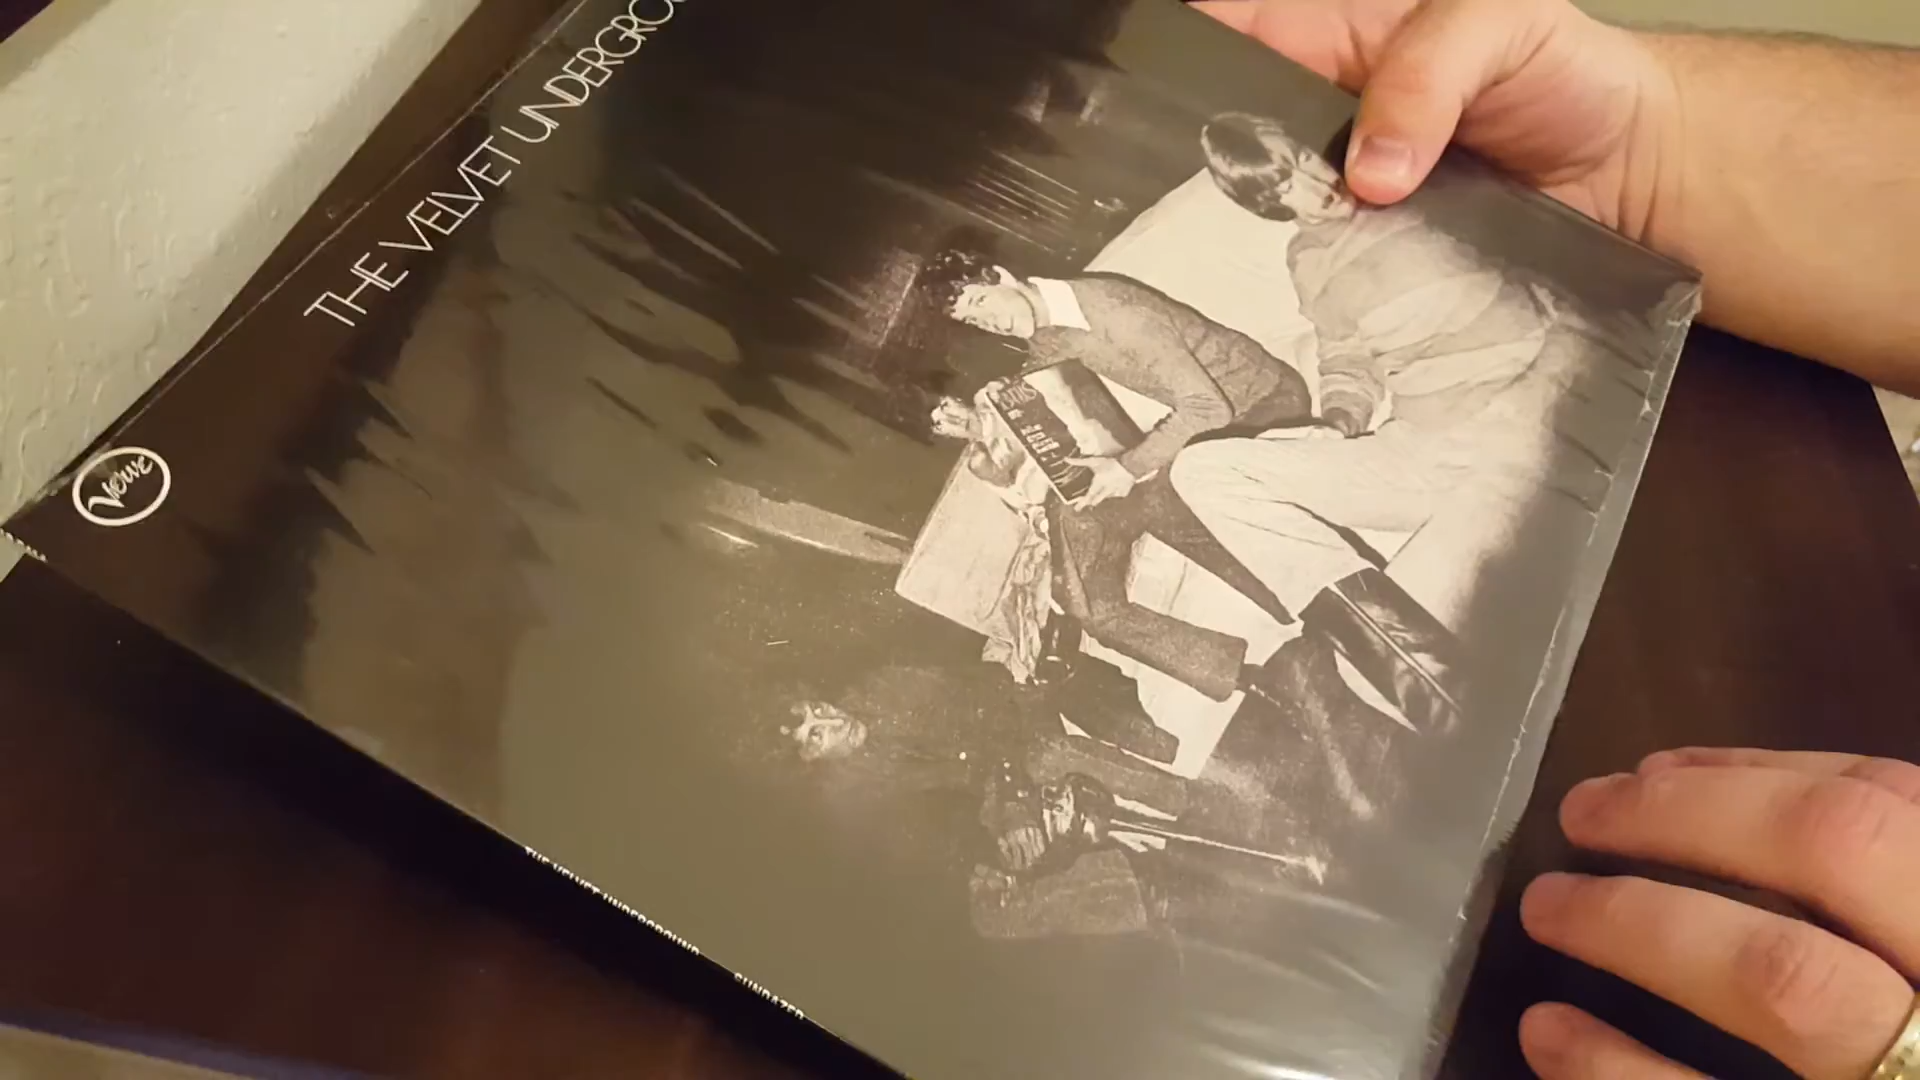 THE VELVET UNDERGROU
Verve
THE VELVET UNDERGROUND SUNDAZED